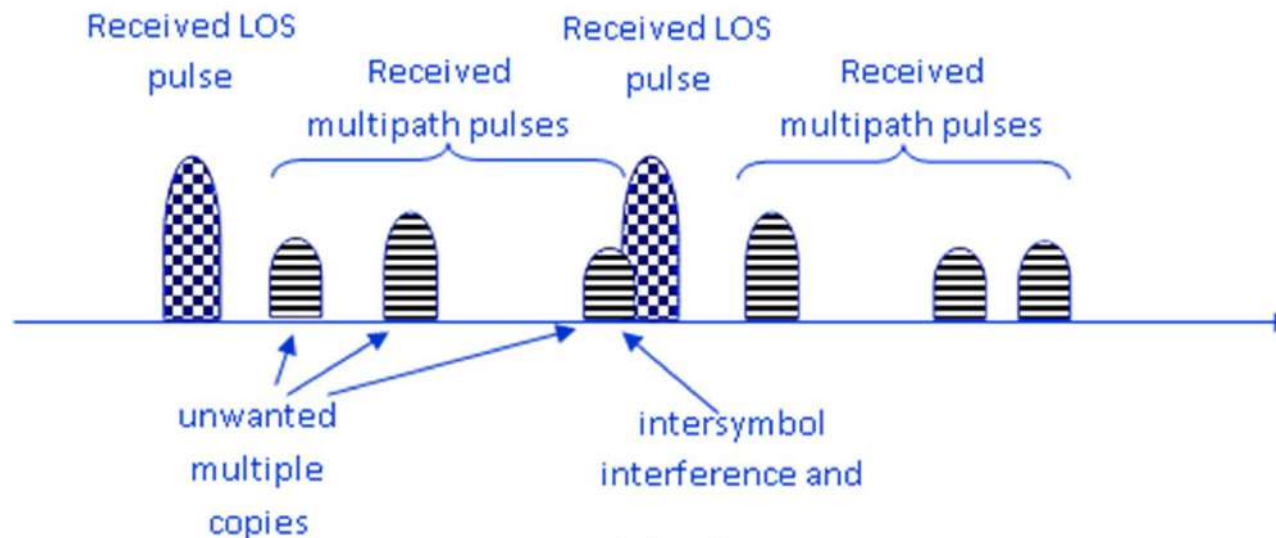 Received LOS
pulse
Received
multipath pulses
Received LOS
pulse
Received
multipath pulses
unwanted
multiple
copies
intersymbol
interference and